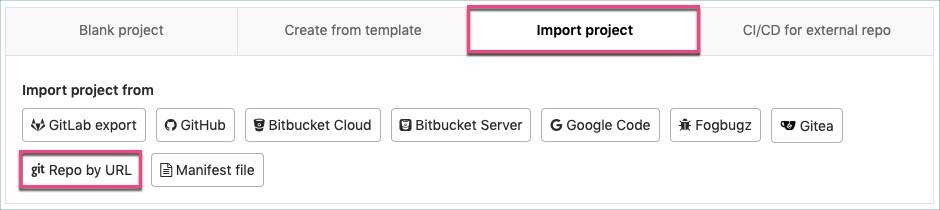 Blank project Create from template Import project CI/CD for external repo
Import project from
GitLab export GitHub Bitbucket Cloud Bitbucket Server Google Code Fogbugz Gitea
git Repo by URL Manifest file